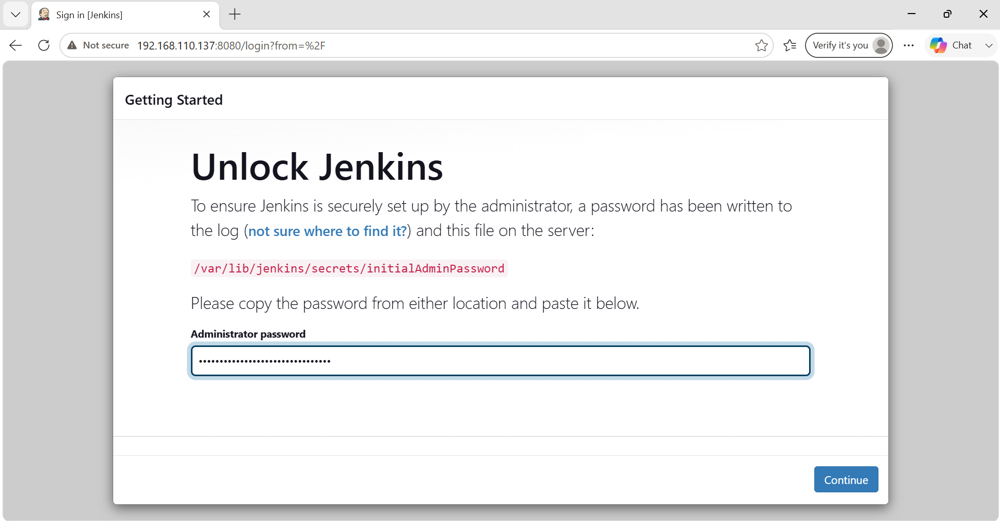 Sign in [Jenkins]
Not secure 192.168.110.137:8080/login?from=%2F
Verify it's you
Chat
Getting Started
Unlock Jenkins
To ensure Jenkins is securely set up by the administrator, a password has been written to
the log (not sure where to find it?) and this file on the server:
/var/lib/jenkins/secrets/initialAdminPassword
Please copy the password from either location and paste it below.
Administrator password
••••••••••••••••••••••••••••••••
Continue